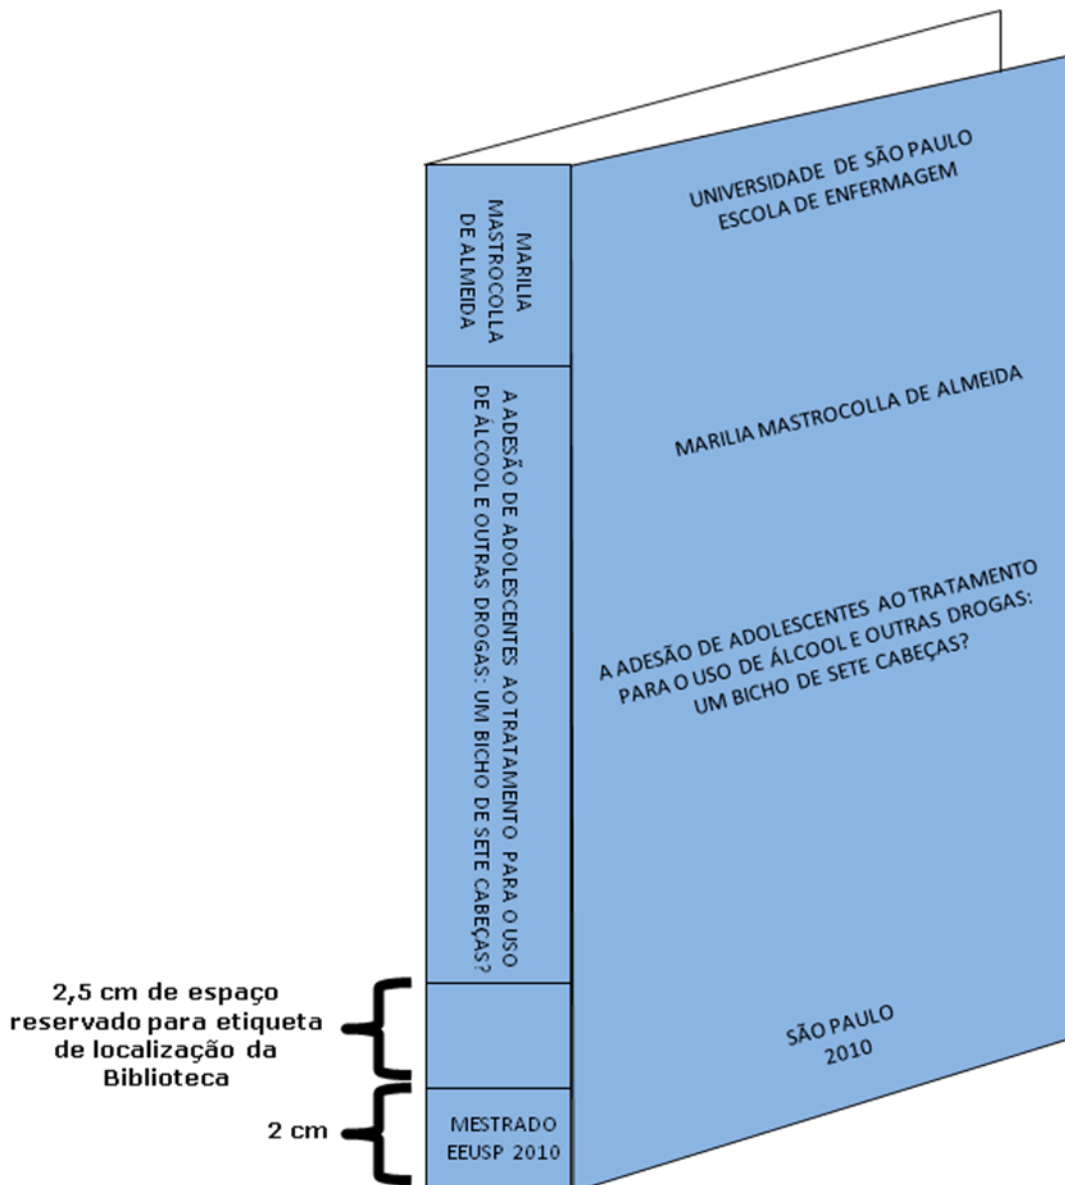 UNIVERSIDADE DE SÃO PAULO
ESCOLA DE ENFERMAGEM
MARILIA MASTROCOLLA DE ALMEIDA
A ADESÃO DE ADOLESCENTES AO TRATAMENTO
PARA O USO DE ÁLCOOL E OUTRAS DROGAS:
UM BICHO DE SETE CABEÇAS?
SÃO PAULO
2010
MARILIA
MASTROCOLLA
DE ALMEIDA
A ADESÃO DE ADOLESCENTES AO TRATAMENTO PARA O USO
DE ÁLCOOL E OUTRAS DROGAS: UM BICHO DE SETE CABEÇAS?
MESTRADO
EEUSP 2010
2,5 cm de espaço
reservado para etiqueta
de localização da
Biblioteca
2 cm